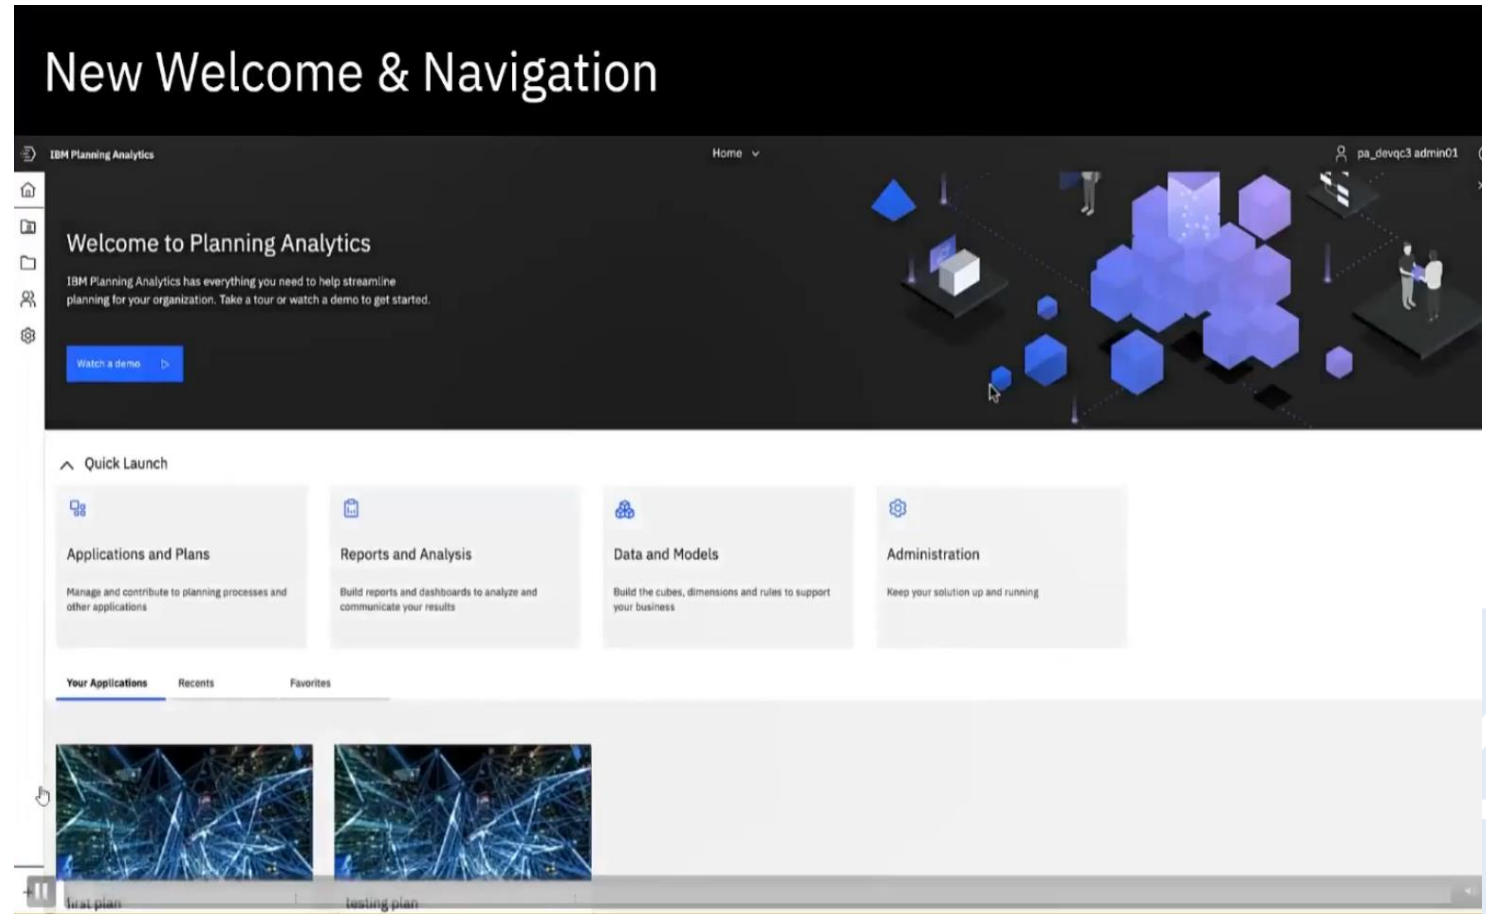 New Welcome & Navigation
IBM Planning Analytics
Home
pa_devqc3 admin01
Welcome to Planning Analytics
IBM Planning Analytics has everything you need to help streamline
planning for your organization. Take a tour or watch a demo to get started.
Watch a demo
Quick Launch
Applications and Plans
Manage and contribute to planning processes and
other applications
Reports and Analysis
Build reports and dashboards to analyze and
communicate your results
Data and Models
Build the cubes, dimensions and rules to support
your business
Administration
Keep your solution up and running
Your Applications
Recents
Favorites
first plan
testing plan